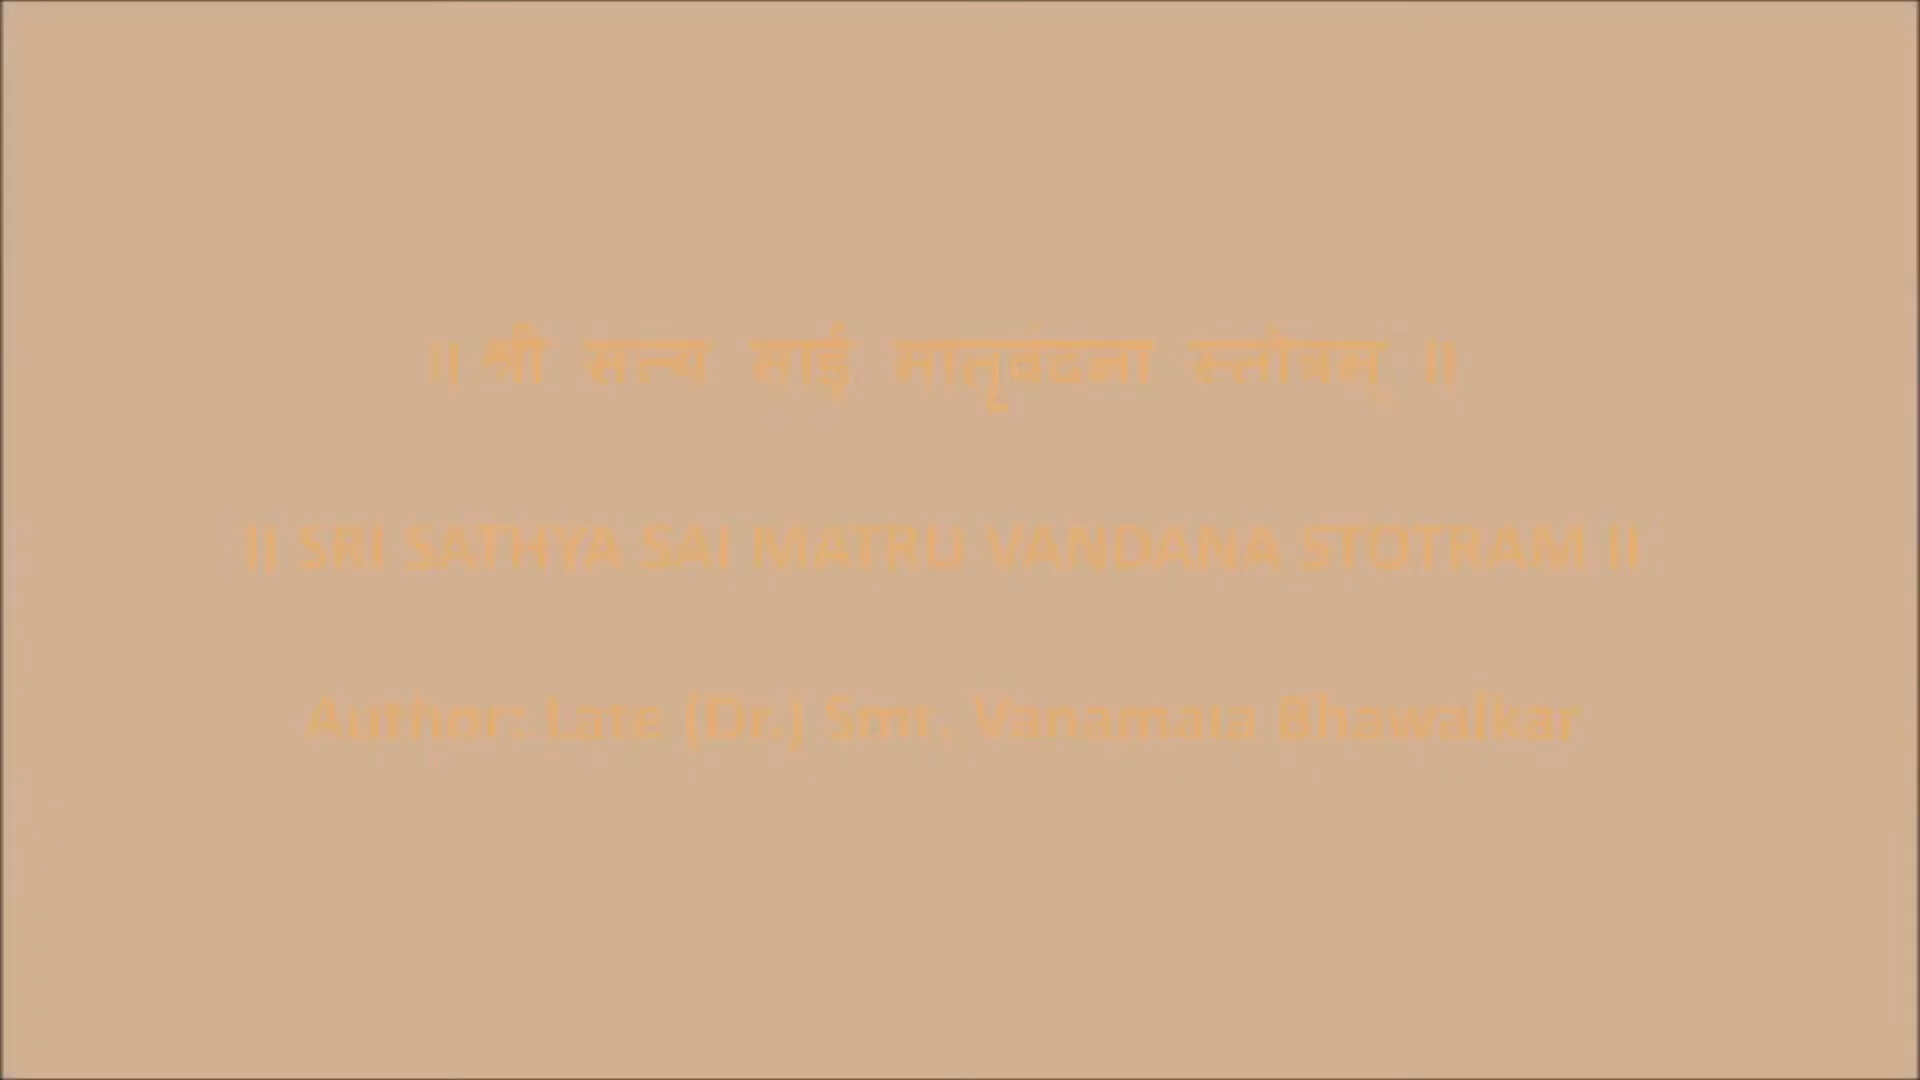 ॥ श्री सत्य साई मातृवंदना स्तोत्रम् ॥
II SRI SATHYA SAI MATRU VANDANA STOTRAM II
Author: Late (Dr.) Smt. Vanamala Bhawalkar